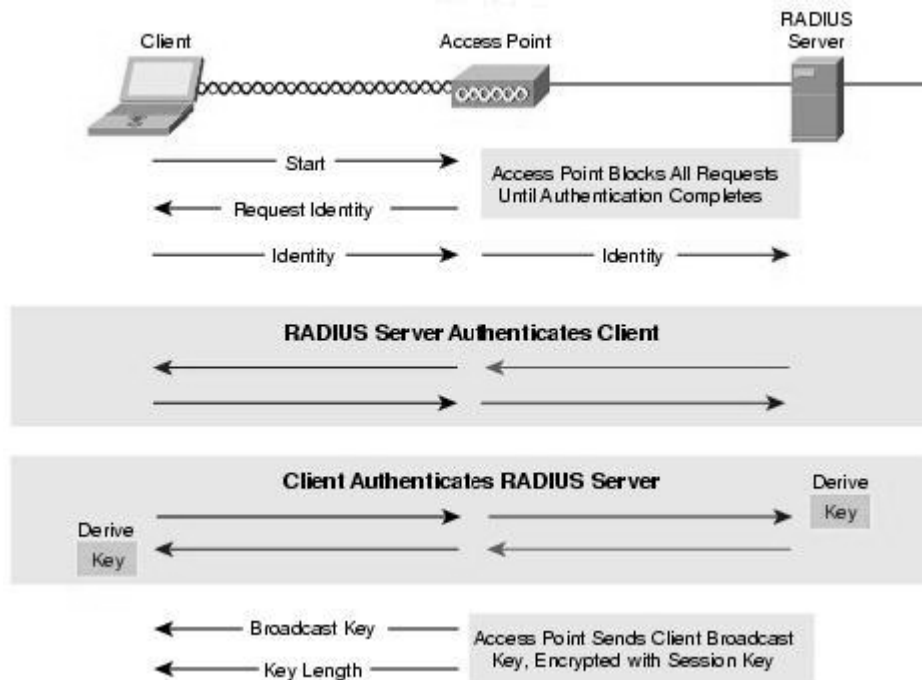 RADIUS
Server
Client
Access Point
Start
Access Point Blocks All Requests
Until Authentication Completes
Request Identity
Identity
Identity
RADIUS Server Authenticates Client
Client Authenticates RADIUS Server
Derive
Key
Derive
Key
Broadcast Key
Access Point Sends Client Broadcast
Key, Encrypted with Session Key
Key Length